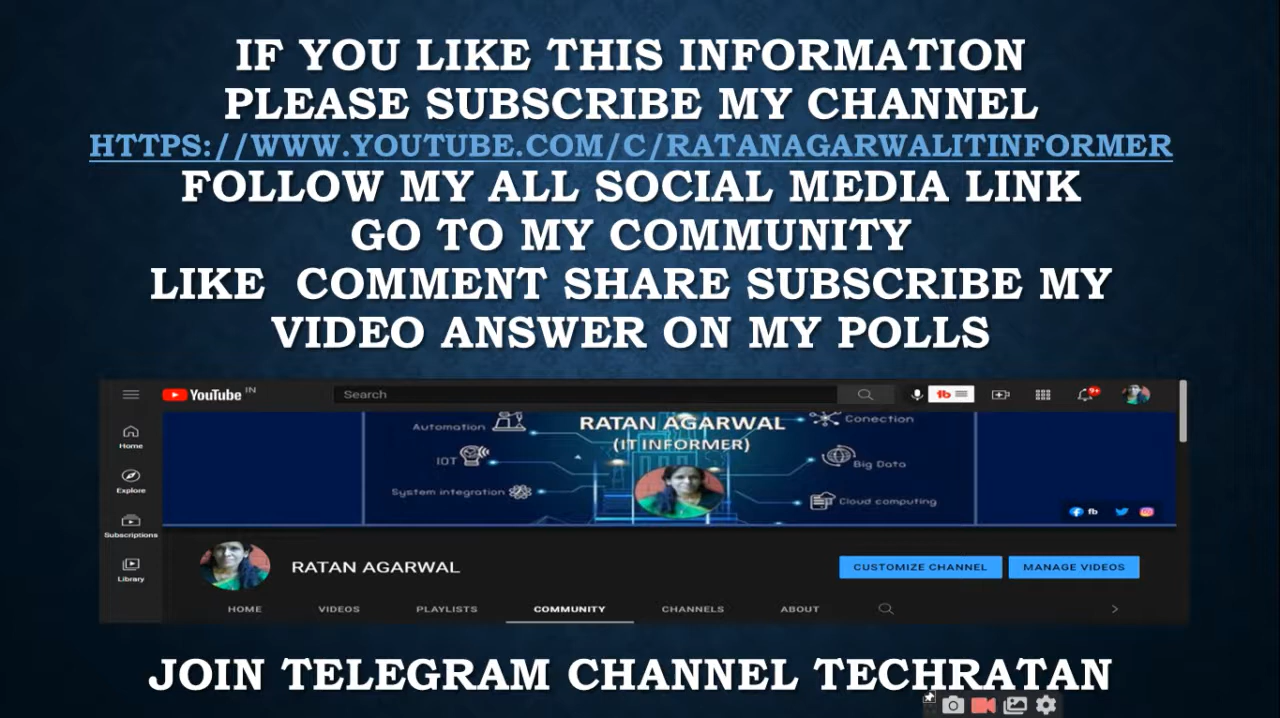 IF YOU LIKE THIS INFORMATION
PLEASE SUBSCRIBE MY CHANNEL
HTTPS://WWW.YOUTUBE.COM/C/RATANAGARWALITINFORMER
FOLLOW MY ALL SOCIAL MEDIA LINK
GO TO MY COMMUNITY
LIKE COMMENT SHARE SUBSCRIBE MY
VIDEO ANSWER ON MY POLLS
YouTube IN
Search
tb
9+
Home
Explore
Subscriptions
Library
Automation
RATAN AGARWAL
Conection
(IT INFORMER)
IOT
Big Data
System integration
Cloud computing
fb
RATAN AGARWAL
CUSTOMIZE CHANNEL
MANAGE VIDEOS
HOME VIDEOS PLAYLISTS COMMUNITY CHANNELS ABOUT
JOIN TELEGRAM CHANNEL TECHRATAN